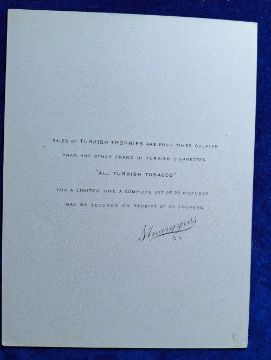 SALES OF TURKISH TROPHIES ARE FOUR TIMES GREATER
THAN ANY OTHER BRAND OF TURKISH CIGARETTES
"ALL TURKISH TOBACCO"
FOR A LIMITED TIME A COMPLETE SET OF 25 PICTURES
MAY BE SECURED ON RECEIPT OF COUPONS.
S. Anargyros
N.Y.